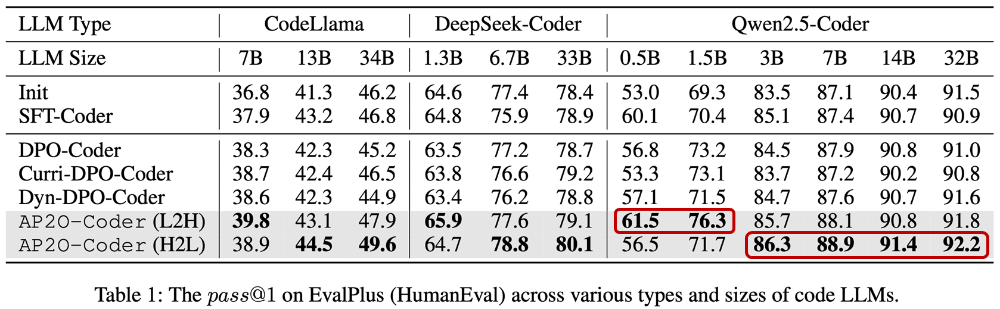 LLM Type CodeLlama DeepSeek-Coder Qwen2.5-Coder
LLM Size 7B 13B 34B 1.3B 6.7B 33B 0.5B 1.5B 3B 7B 14B 32B
Init 36.8 41.3 46.2 64.6 77.4 78.4 53.0 69.3 83.5 87.1 90.4 91.5
SFT-Coder 37.9 43.2 46.8 64.8 75.9 78.9 60.1 70.4 85.1 87.4 90.7 90.9
DPO-Coder 38.3 42.3 45.2 63.5 77.2 78.7 56.8 73.2 84.5 87.9 90.8 91.0
Curri-DPO-Coder 38.7 42.4 46.5 63.8 76.6 79.2 53.3 73.1 83.7 87.2 90.2 90.8
Dyn-DPO-Coder 38.6 42.3 44.9 63.4 76.2 78.8 57.1 71.5 84.7 87.6 90.7 91.6
AP2O-Coder (L2H) 39.8 43.1 47.9 65.9 77.6 79.1 61.5 76.3 85.7 88.1 90.8 91.8
AP2O-Coder (H2L) 38.9 44.5 49.6 64.7 78.8 80.1 56.5 71.7 86.3 88.9 91.4 92.2
Table 1: The pass@1 on EvalPlus (HumanEval) across various types and sizes of code LLMs.